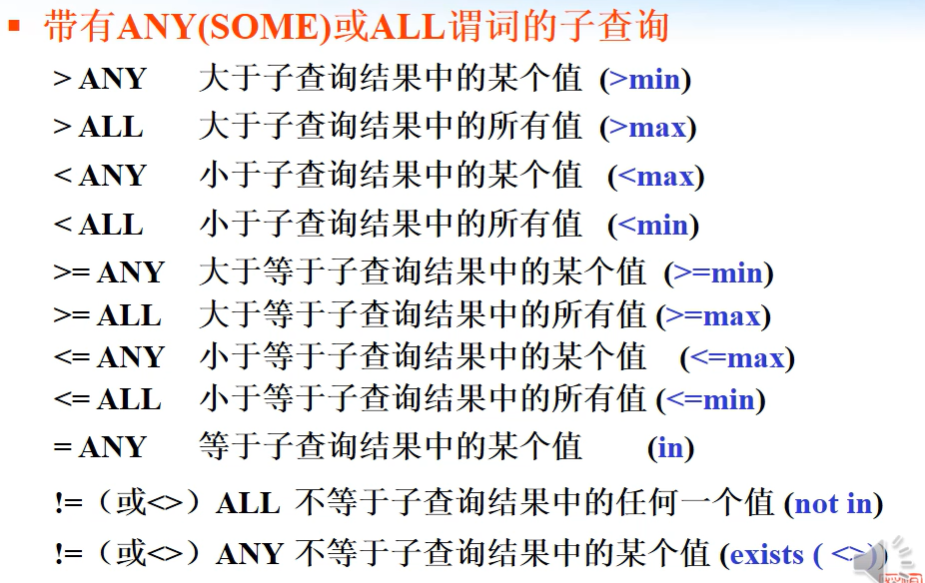 带有ANY(SOME)或ALL谓词的子查询
> ANY 大于子查询结果中的某个值 (>min)
> ALL 大于子查询结果中的所有值 (>max)
< ANY 小于子查询结果中的某个值 (<max)
< ALL 小于子查询结果中的所有值 (<min)
>= ANY 大于等于子查询结果中的某个值 (>=min)
>= ALL 大于等于子查询结果中的所有值 (>=max)
<= ANY 小于等于子查询结果中的某个值 (<=max)
<= ALL 小于等于子查询结果中的所有值 (<=min)
= ANY 等于子查询结果中的某个值 (in)
!=（或<>）ALL 不等于子查询结果中的任何一个值 (not in)
!=（或<>）ANY 不等于子查询结果中的某个值 (exists ( <>))